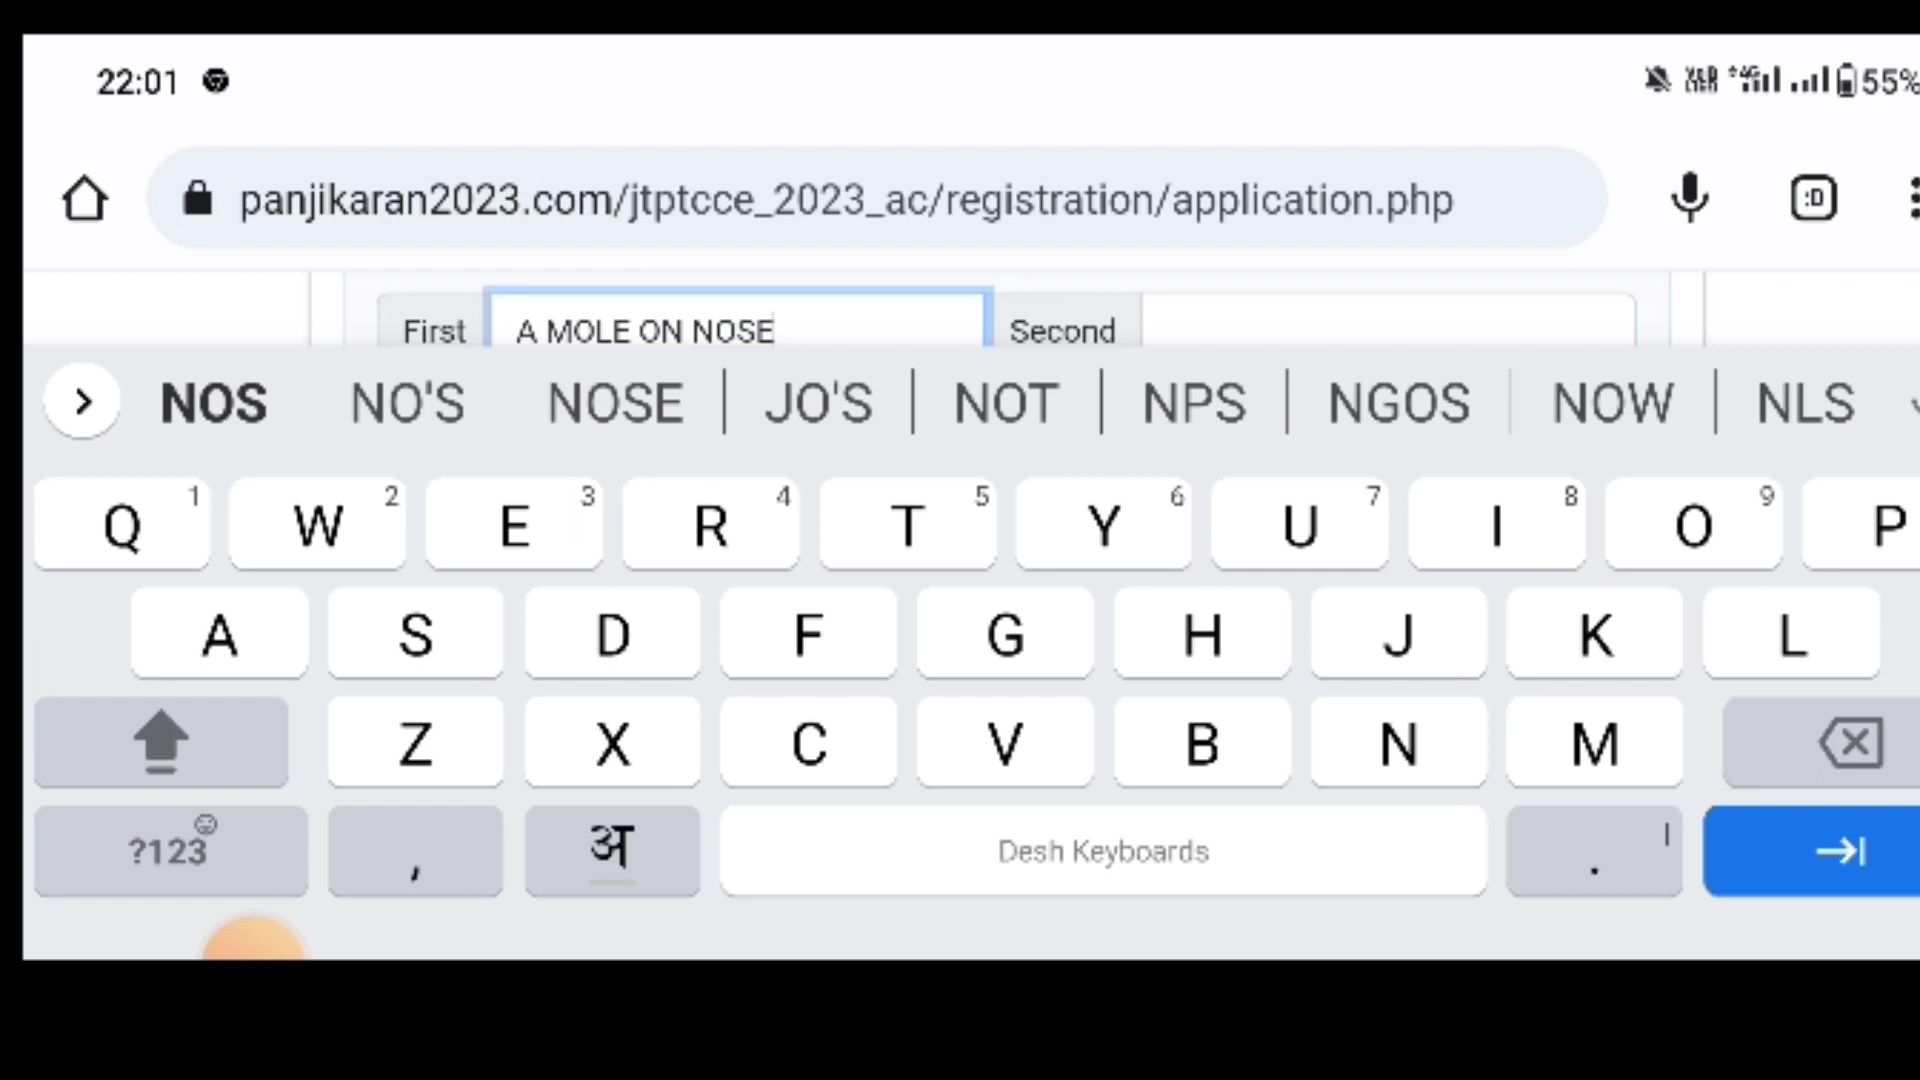 22:01 55%
panjikaran2023.com/jtptcce_2023_ac/registration/application.php :D
First A MOLE ON NOSE Second
NOS NO'S NOSE JO'S NOT NPS NGOS NOW NLS
Q 1 W 2 E 3 R 4 T 5 Y 6 U 7 I 8 O 9 P
A S D F G H J K L
Z X C V B N M
?123 , अ Desh Keyboards . |